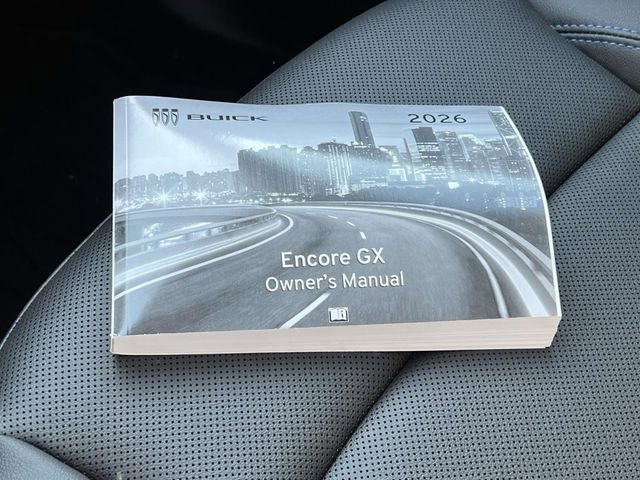 BUICK
2026
Encore GX
Owner's Manual